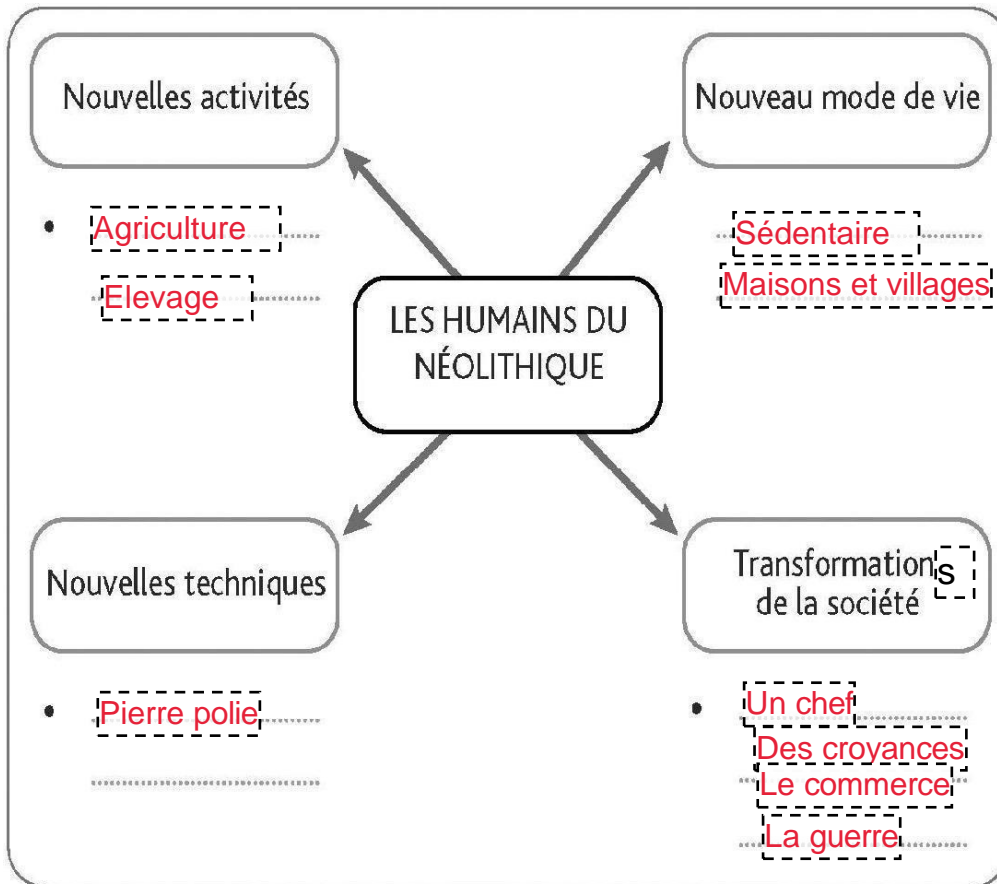 Nouvelles activités
• Agriculture
Elevage
Nouveau mode de vie
Sédentaire
Maisons et villages
LES HUMAINS DU
NÉOLITHIQUE
Nouvelles techniques
• Pierre polie
Transformations
de la société
• Un chef
Des croyances
Le commerce
La guerre